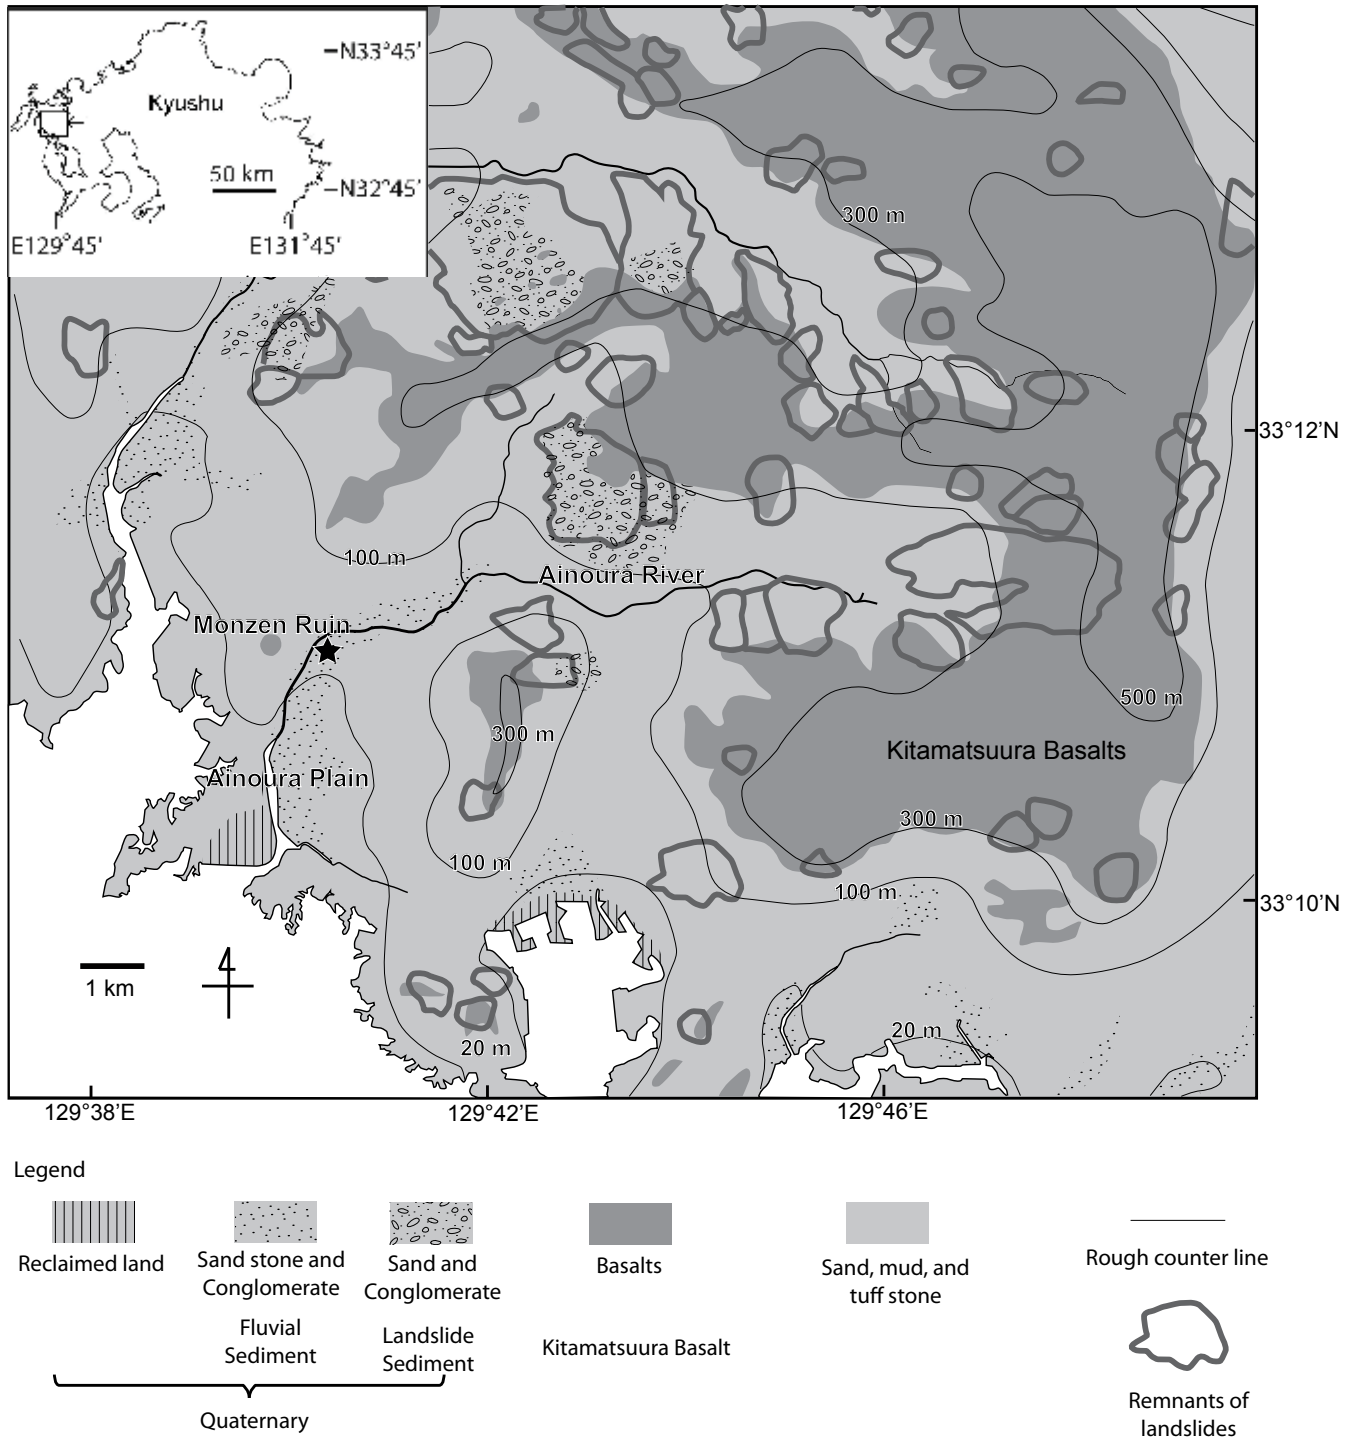 N33°45'
Kyushu
50 km
N32°45'
E129°45'
E131°45'
300 m
33°12'N
100 m
Ainoura River
Monzen Ruin
500 m
300 m
Kitamatsuura Basalts
Ainoura Plain
300 m
100 m
100 m
33°10'N
1 km
4
20 m
20 m
129°38'E
129°42'E
129°46'E
Legend
Reclaimed land
Sand stone and
Conglomerate
Fluvial
Sediment
Sand and
Conglomerate
Landslide
Sediment
Quaternary
Basalts
Kitamatsuura Basalt
Sand, mud, and
tuff stone
Rough counter line
Remnants of
landslides